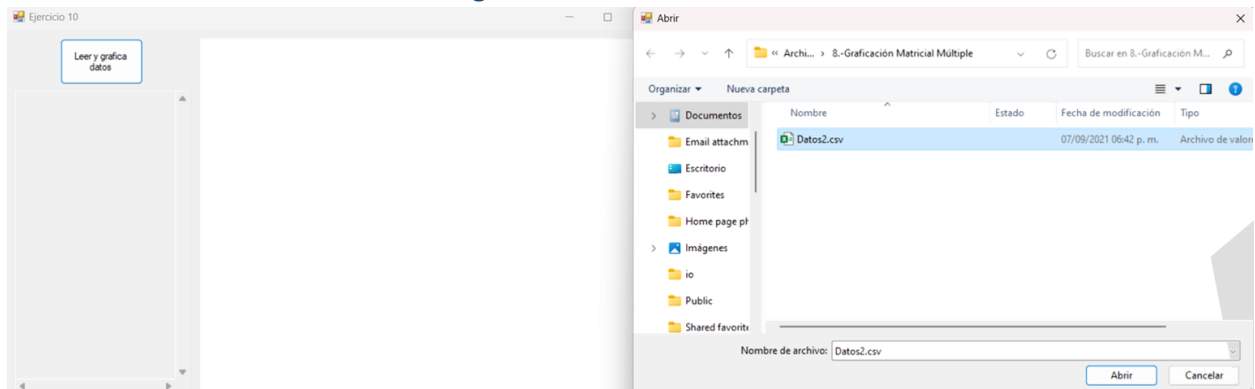 Ejercicio 10
Leer y grafica
datos
Abrir
« Archi... › 8.-Graficación Matricial Múltiple
Buscar en 8.-Graficación M...
Organizar
Nueva carpeta
Nombre
Estado
Fecha de modificación
Tipo
Documentos
Datos2.csv
07/09/2021 06:42 p. m.
Archivo de valor
Email attachm
Escritorio
Favorites
Home page ph
Imágenes
io
Public
Shared favorite
Nombre de archivo: Datos2.csv
Abrir
Cancelar